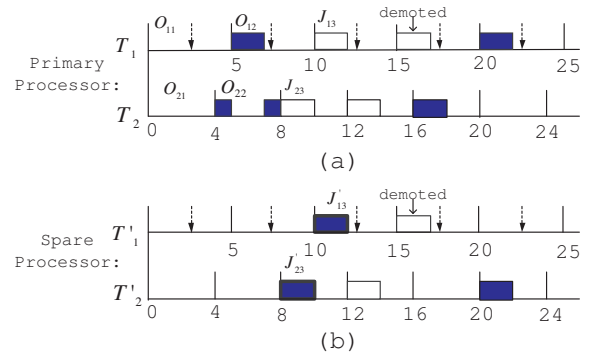 O11 O12 J13 demoted
T1
5 10 15 20 25
Primary
Processor:
O21 O22 J23
T2
0 4 8 12 16 20 24
(a)
J'13 demoted
T'1
5 10 15 20 25
Spare
Processor:
J'23
T'2
0 4 8 12 16 20 24
(b)